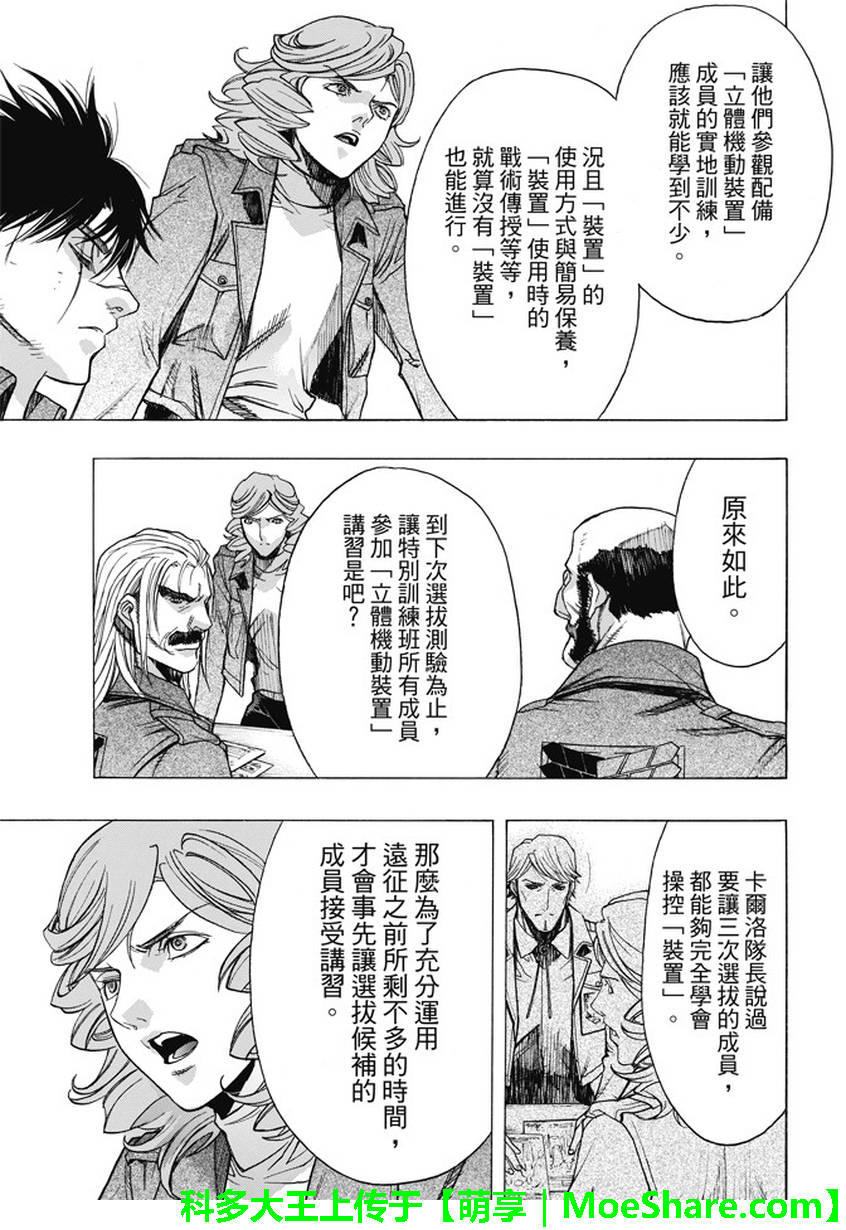 讓他們參觀配備
「立體機動裝置」
成員的實地訓練，
應該就能學到不少。
況且「裝置」的
使用方式與簡易保養，
「裝置」使用時的
戰術傳授等等，
就算沒有「裝置」
也能進行。
原來如此。
到下次選拔測驗為止，
讓特別訓練班所有成員
參加「立體機動裝置」
講習是吧？
卡爾洛隊長說過
要讓三次選拔的成員，
都能夠完全學會
操控「裝置」。
那麼為了充分運用
遠征之前所剩不多的時間，
才會事先讓選拔候補的
成員接受講習。
科多大王上传于【萌享｜MoeShare.com】